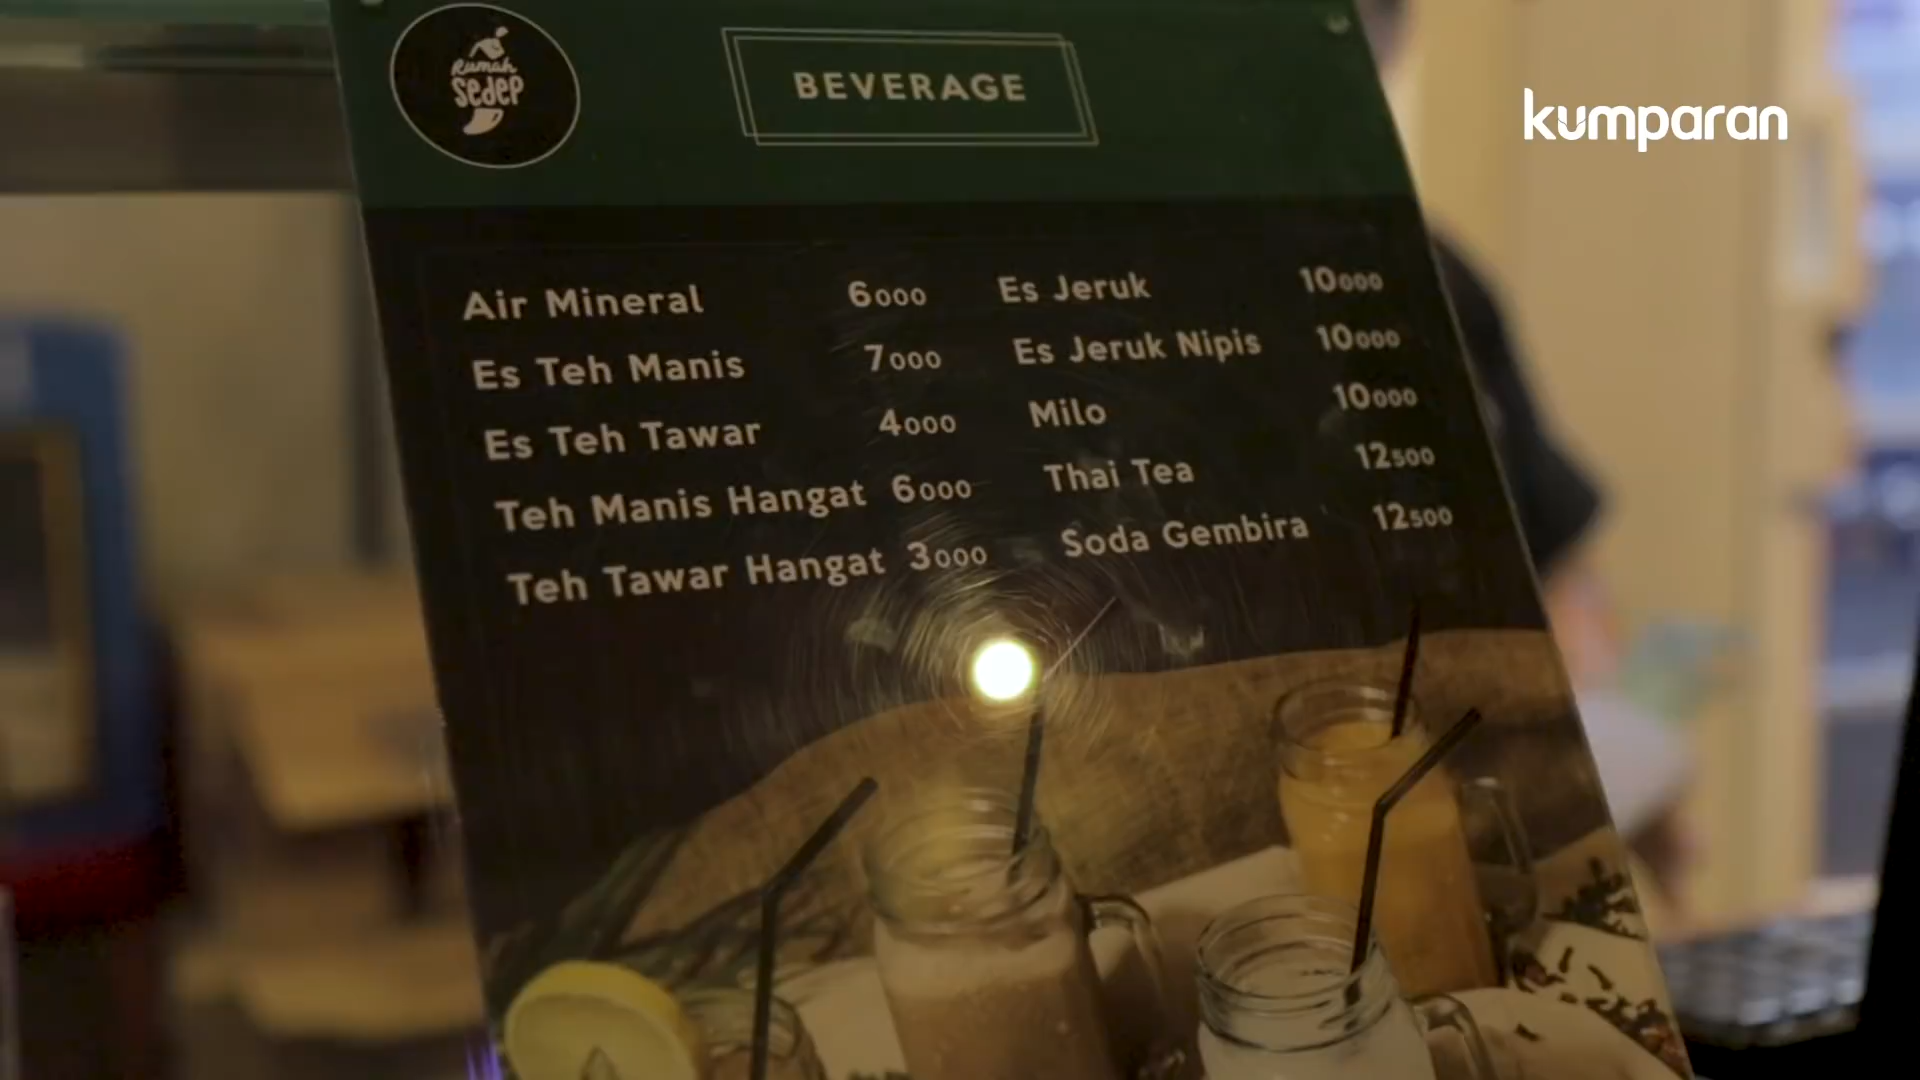 Rumah
Sedep
BEVERAGE
kumparan
Air Mineral 6000
Es Teh Manis 7000
Es Teh Tawar 4000
Teh Manis Hangat 6000
Teh Tawar Hangat 3000
Es Jeruk 10000
Es Jeruk Nipis 10000
Milo 10000
Thai Tea 12500
Soda Gembira 12500